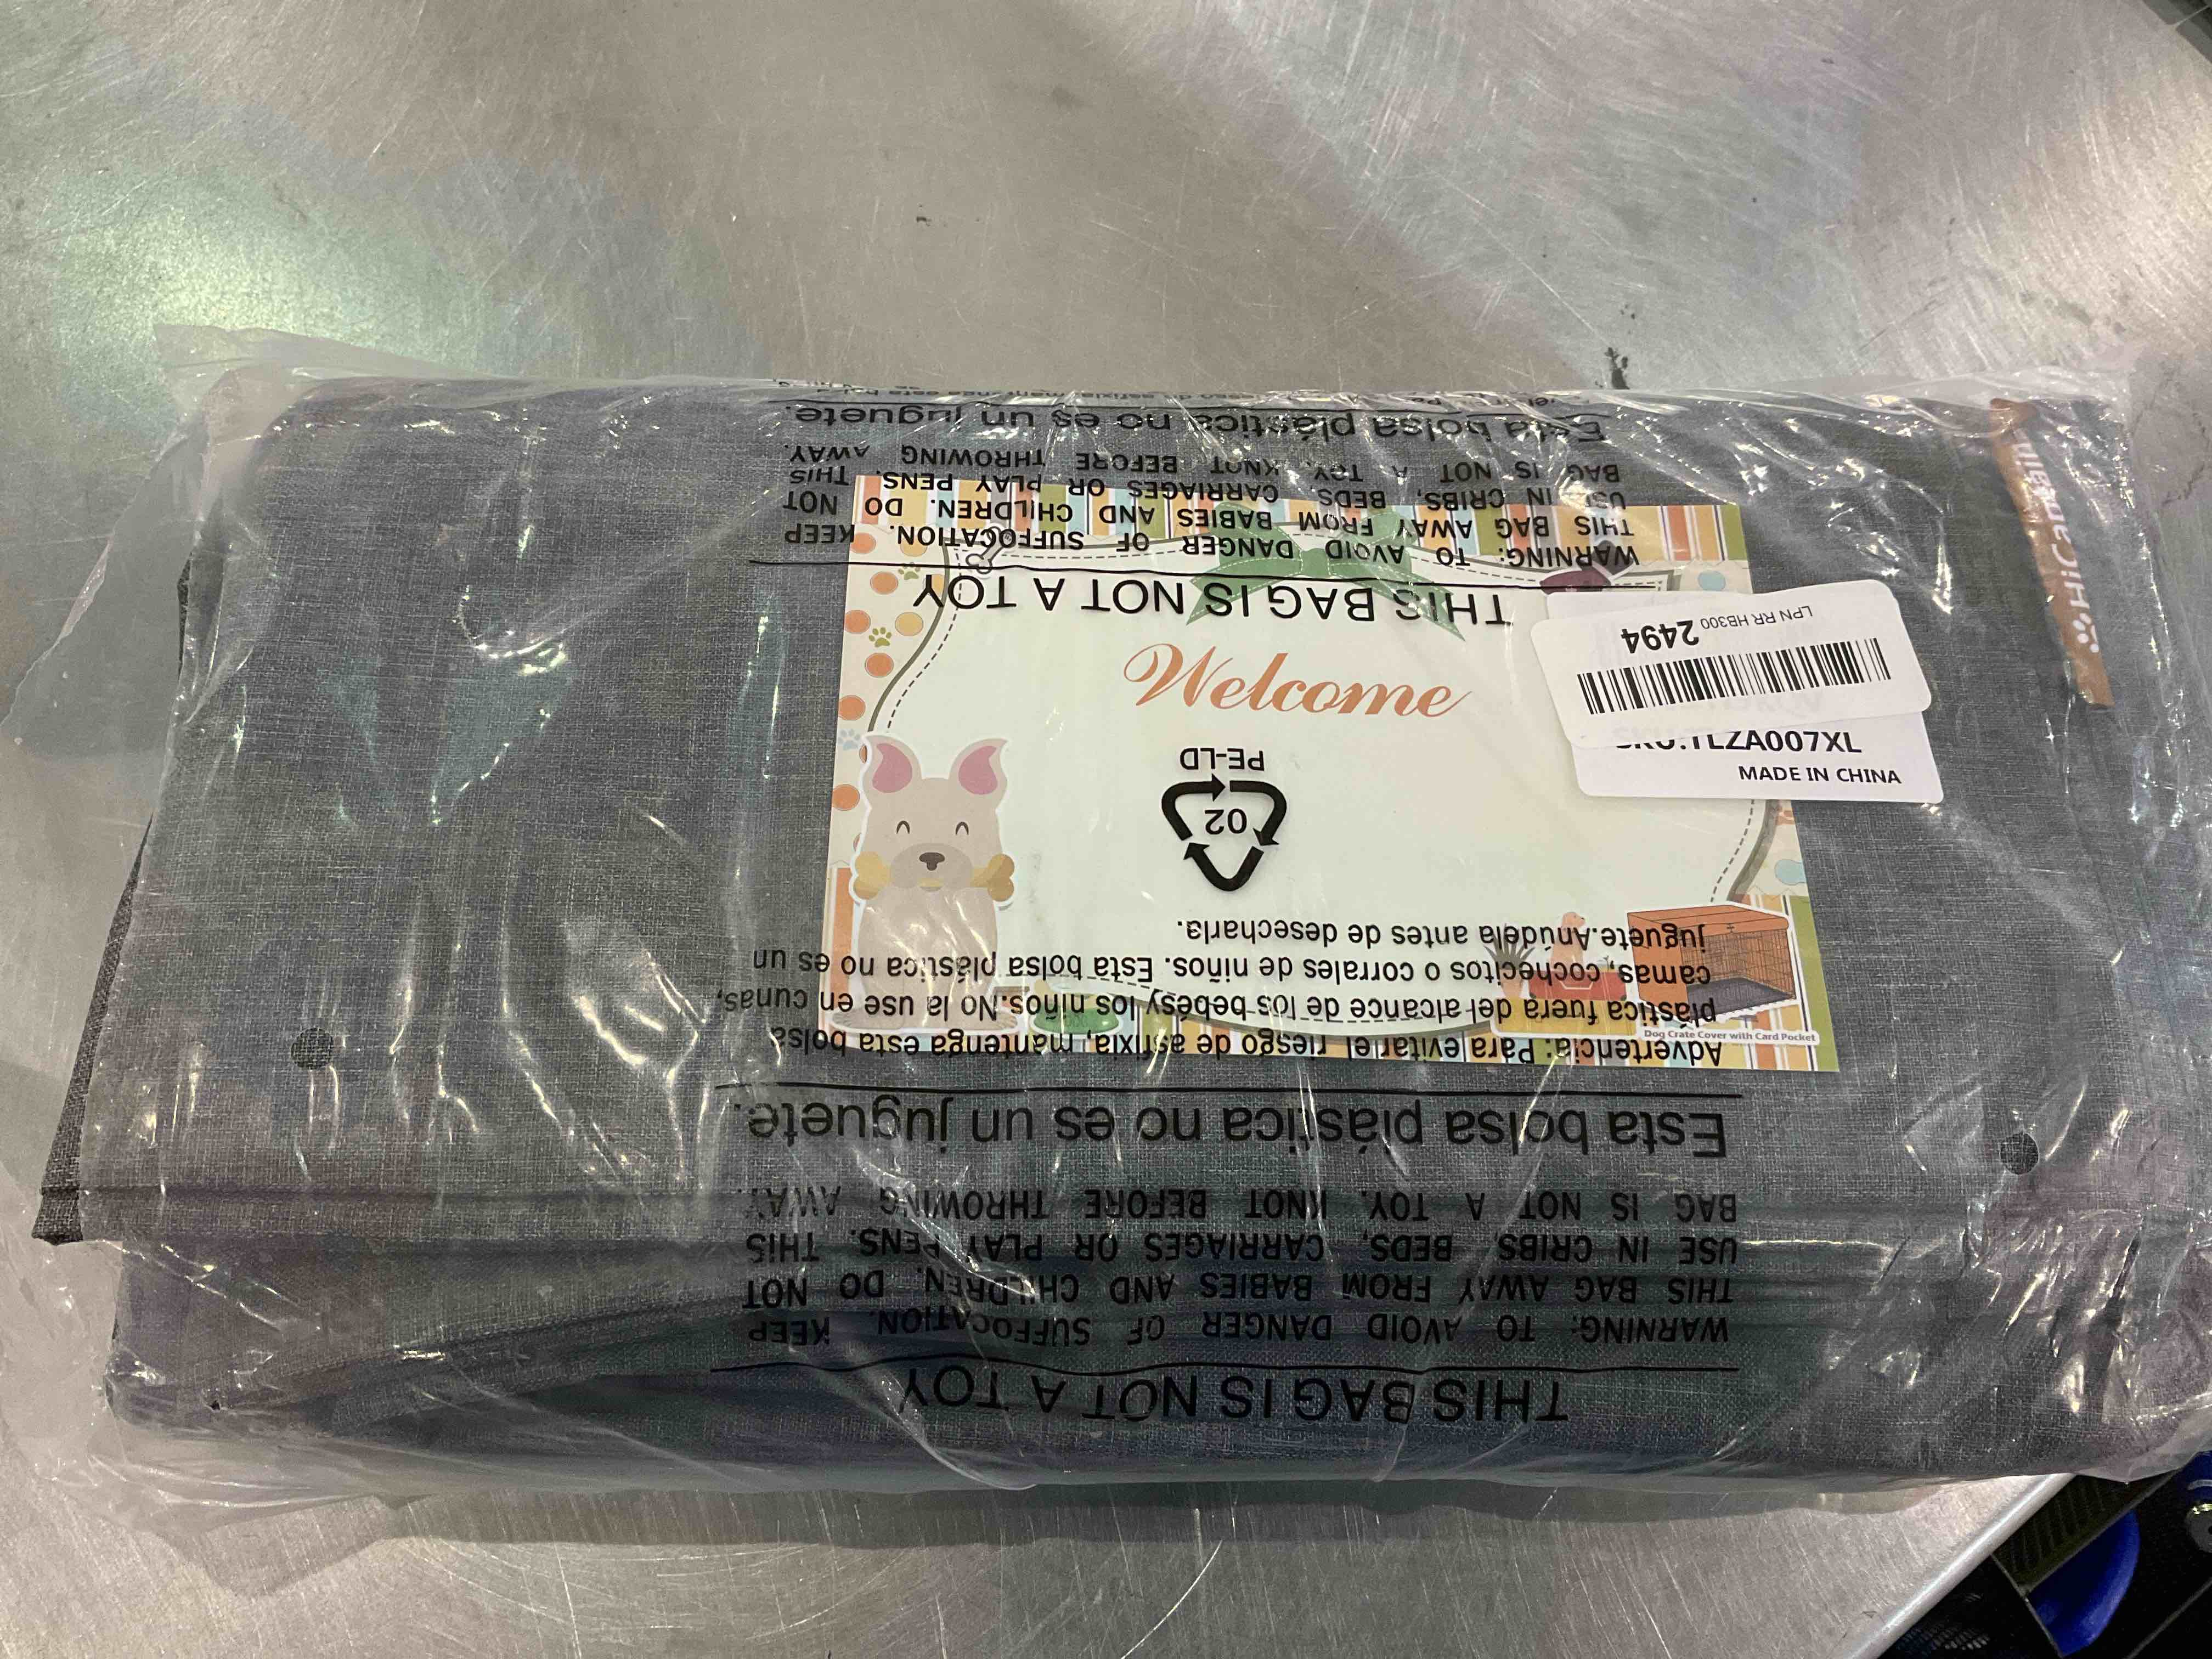 Esta bolsa plástica no es un juguete.
WARNING: TO AVOID DANGER OF SUFFOCATION. KEEP
THIS BAG AWAY FROM BABIES AND CHILDREN. DO NOT
USE IN CRIBS, BEDS, CARRIAGES OR PLAY PENS. THIS
BAG IS NOT A TOY. KNOT BEFORE THROWING AWAY.
THIS BAG IS NOT A TOY
Welcome
LPN RR HB300 2494
TLZA007XL
MADE IN CHINA
PE-LD
02
Dog Crate Cover with Card Pocket
Advertencia: Para evitar el riesgo de asfixia, mantenga esta bolsa
plástica fuera del alcance de los bebésy los niños.No la use en cunas,
camas, cochecitos o corrales de niños. Esta bolsa plástica no es un
juguete.Anúdela antes de desecharla.
Esta bolsa plástica no es un juguete.
WARNING: TO AVOID DANGER OF SUFFOCATION. KEEP
THIS BAG AWAY FROM BABIES AND CHILDREN. DO NOT
USE IN CRIBS, BEDS, CARRIAGES OR PLAY PENS. THIS
BAG IS NOT A TOY. KNOT BEFORE THROWING AWAY.
THIS BAG IS NOT A TOY